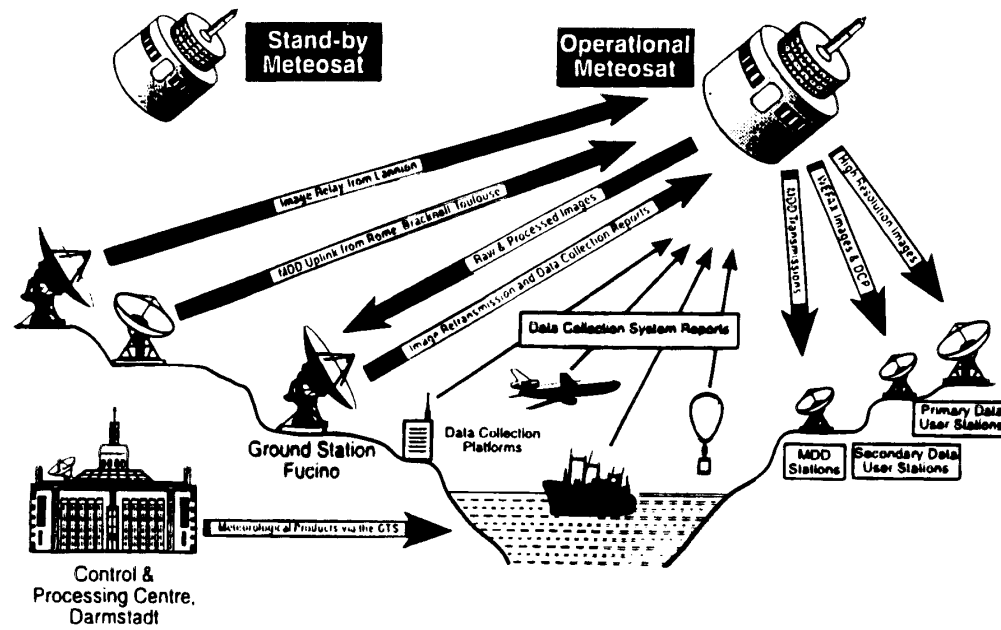 Stand-by
Meteosat
Operational
Meteosat
Image Relay from Lannion
MDD Uplink from Rome, Bracknell Toulouse
Raw & Processed Images
Image Retransmission and Data Collection Reports
MDD Transmissions
WEFAX Images & DCP
High Resolution Images
Data Collection System Reports
Ground Station
Fucino
Data Collection
Platforms
MDD
Stations
Secondary Data
User Stations
Primary Data
User Stations
Meteorological Products via the GTS
Control &
Processing Centre,
Darmstadt